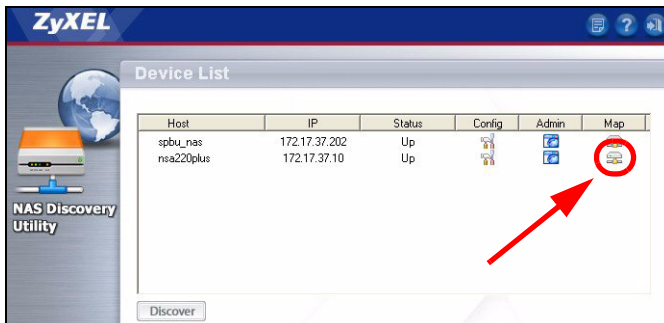 ZyXEL
?
Device List
Host IP Status Config Admin Map
spbu_nas 172.17.37.202 Up
nsa220plus 172.17.37.10 Up
NAS Discovery
Utility
Discover